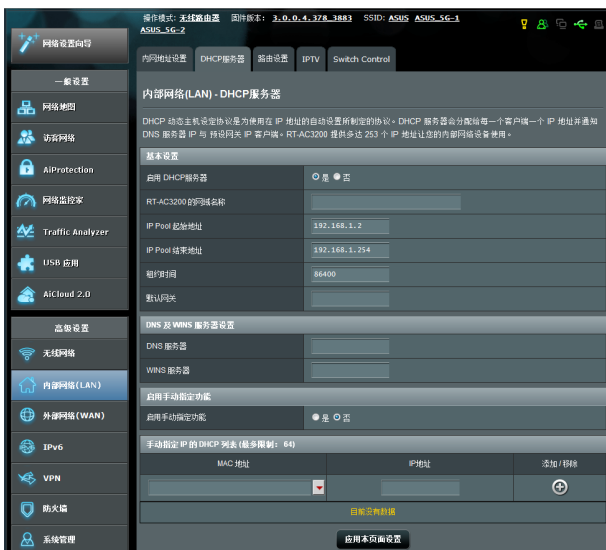 操作模式: 无线路由器 固件版本: 3.0.0.4.378_3883 SSID: ASUS ASUS_5G-1
ASUS_5G-2
网络设置向导
一般设置
网络地图
访客网络
AiProtection
网络监控家
Traffic Analyzer
USB 应用
AiCloud 2.0
高级设置
无线网络
内部网络(LAN)
外部网络(WAN)
IPv6
VPN
防火墙
系统管理
内网地址设置 DHCP服务器 路由设置 IPTV Switch Control
内部网络(LAN) - DHCP服务器
DHCP 动态主机设定协议是为使在 IP 地址的自动设置所制定的协议。DHCP 服务器会分配给每一个客户端一个 IP 地址并通知
DNS 服务器 IP 与 预设网关 IP 客户端。RT-AC3200 提供多达 253 个 IP 地址让您的内部网络设备使用。
基本设置
启用 DHCP服务器 是 否
RT-AC3200 的网域名称
IP Pool 起始地址 192.168.1.2
IP Pool 结束地址 192.168.1.254
租约时间 86400
默认网关
DNS 及 WINS 服务器设置
DNS 服务器
WINS 服务器
启用手动指定功能
启用手动指定功能 是 否
手动指定 IP 的 DHCP 列表 (最多限制: 64)
MAC 地址 IP地址 添加 / 移除
目前没有数据
应用本页面设置